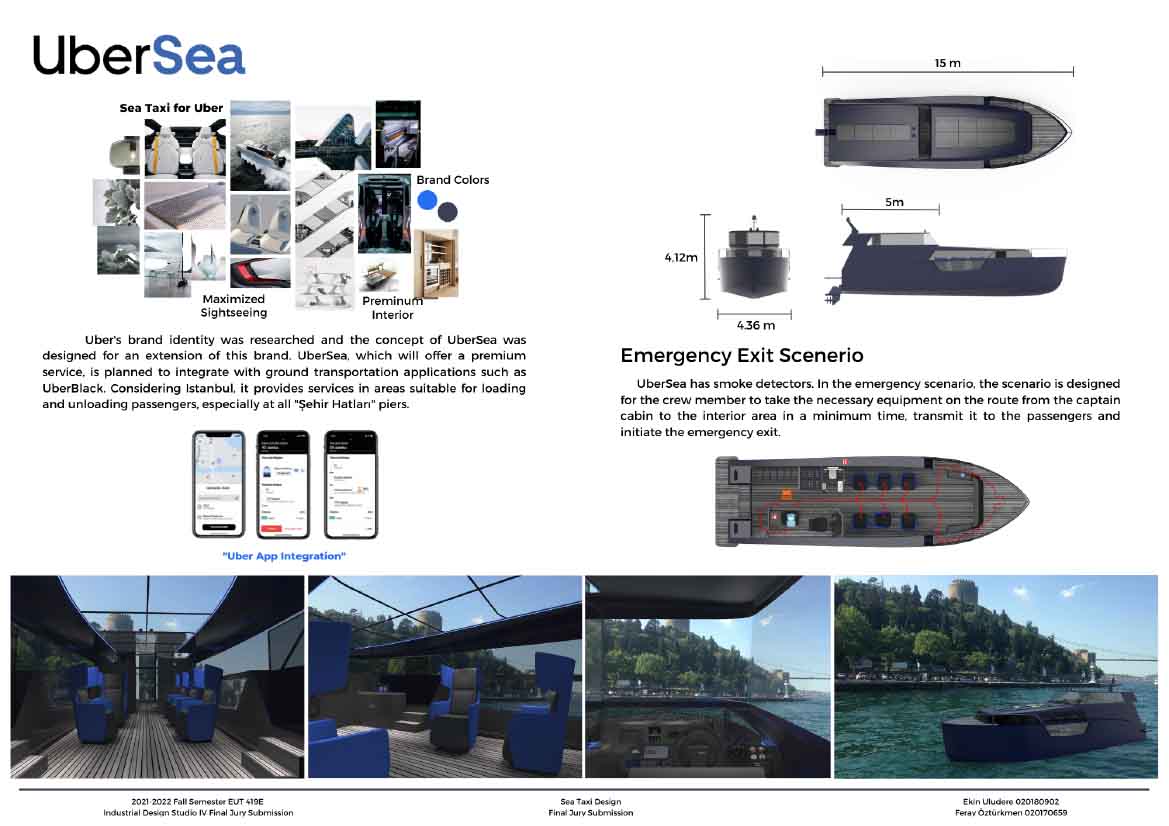 UberSea
Sea Taxi for Uber
Brand Colors
Maximized
Sightseeing
Preminum
Interior
Uber's brand identity was researched and the concept of UberSea was
designed for an extension of this brand. UberSea, which will offer a premium
service, is planned to integrate with ground transportation applications such as
UberBlack. Considering Istanbul, it provides services in areas suitable for loading
and unloading passengers, especially at all "Şehir Hatları" piers.
"Uber App Integration"
15 m
5m
4.12m
4.36 m
Emergency Exit Scenerio
UberSea has smoke detectors. In the emergency scenario, the scenario is designed
for the crew member to take the necessary equipment on the route from the captain
cabin to the interior area in a minimum time, transmit it to the passengers and
initiate the emergency exit.
2021-2022 Fall Semester EUT 419E
Industrial Design Studio IV Final Jury Submission
Sea Taxi Design
Final Jury Submission
Ekin Uludere 020180902
Feray Öztürkmen 020170659